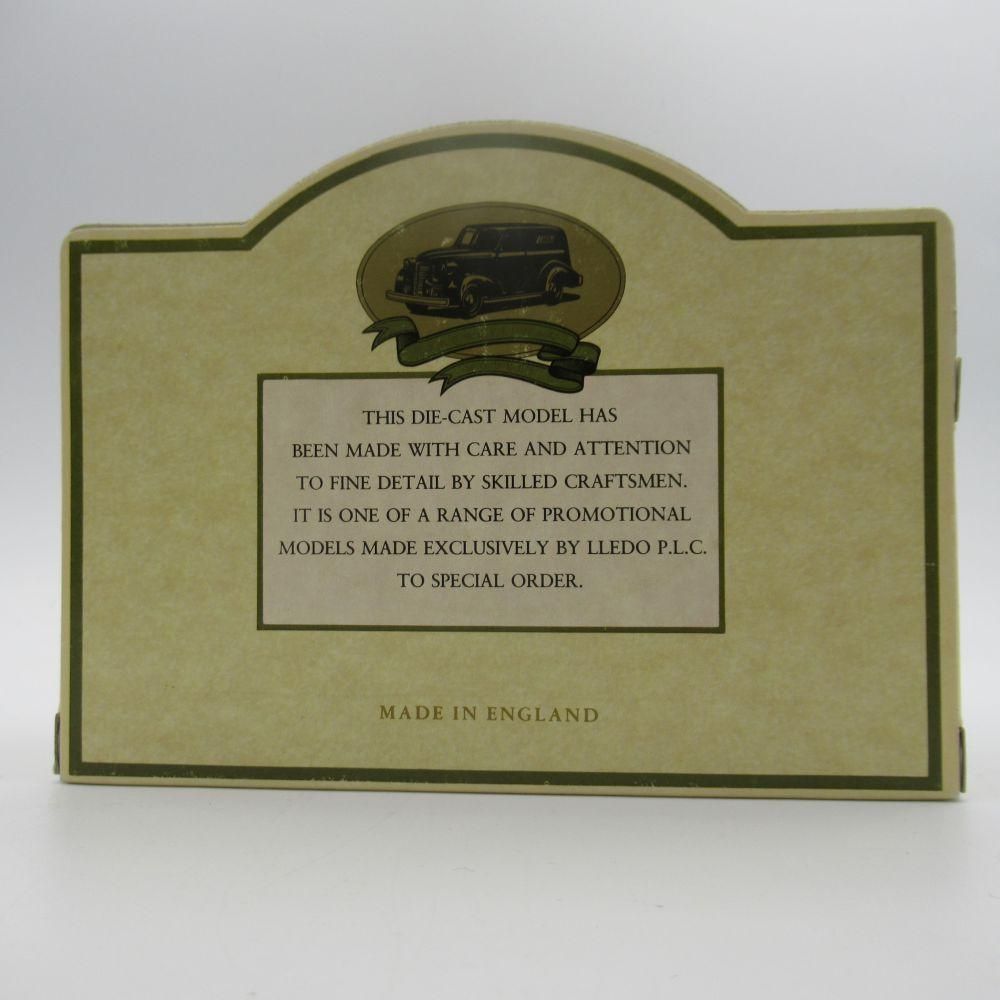 THIS DIE-CAST MODEL HAS
BEEN MADE WITH CARE AND ATTENTION
TO FINE DETAIL BY SKILLED CRAFTSMEN.
IT IS ONE OF A RANGE OF PROMOTIONAL
MODELS MADE EXCLUSIVELY BY LLEDO P.L.C.
TO SPECIAL ORDER.
MADE IN ENGLAND